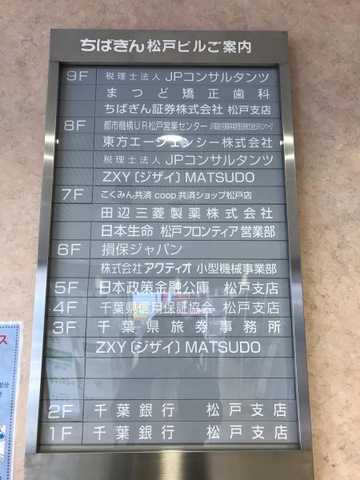 ちばぎん松戸ビルご案内
9F 税理士法人 JPコンサルタンツ
まつど矯正歯科
ちばぎん証券株式会社 松戸支店
8F 都市機構UR松戸営業センター
東方エージェンシー株式会社
税理士法人 JPコンサルタンツ
ZXY〔ジザイ〕MATSUDO
7F こくみん共済 coop 共済ショップ松戸店
田辺三菱製薬株式会社
日本生命 松戸フロンティア営業部
6F 損保ジャパン
株式会社 アクティオ 小型機械事業部
5F 日本政策金融公庫 松戸支店
4F 千葉県信用保証協会 松戸支店
3F 千葉県旅券事務所
ZXY〔ジザイ〕MATSUDO
2F 千葉銀行 松戸支店
1F 千葉銀行 松戸支店